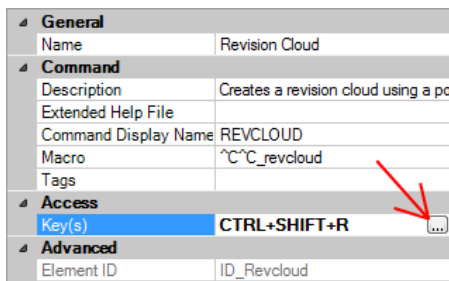 General
Name Revision Cloud
Command
Description Creates a revision cloud using a po
Extended Help File
Command Display Name REVCLOUD
Macro ^C^C_revcloud
Tags
Access
Key(s) CTRL+SHIFT+R ...
Advanced
Element ID ID_Revcloud